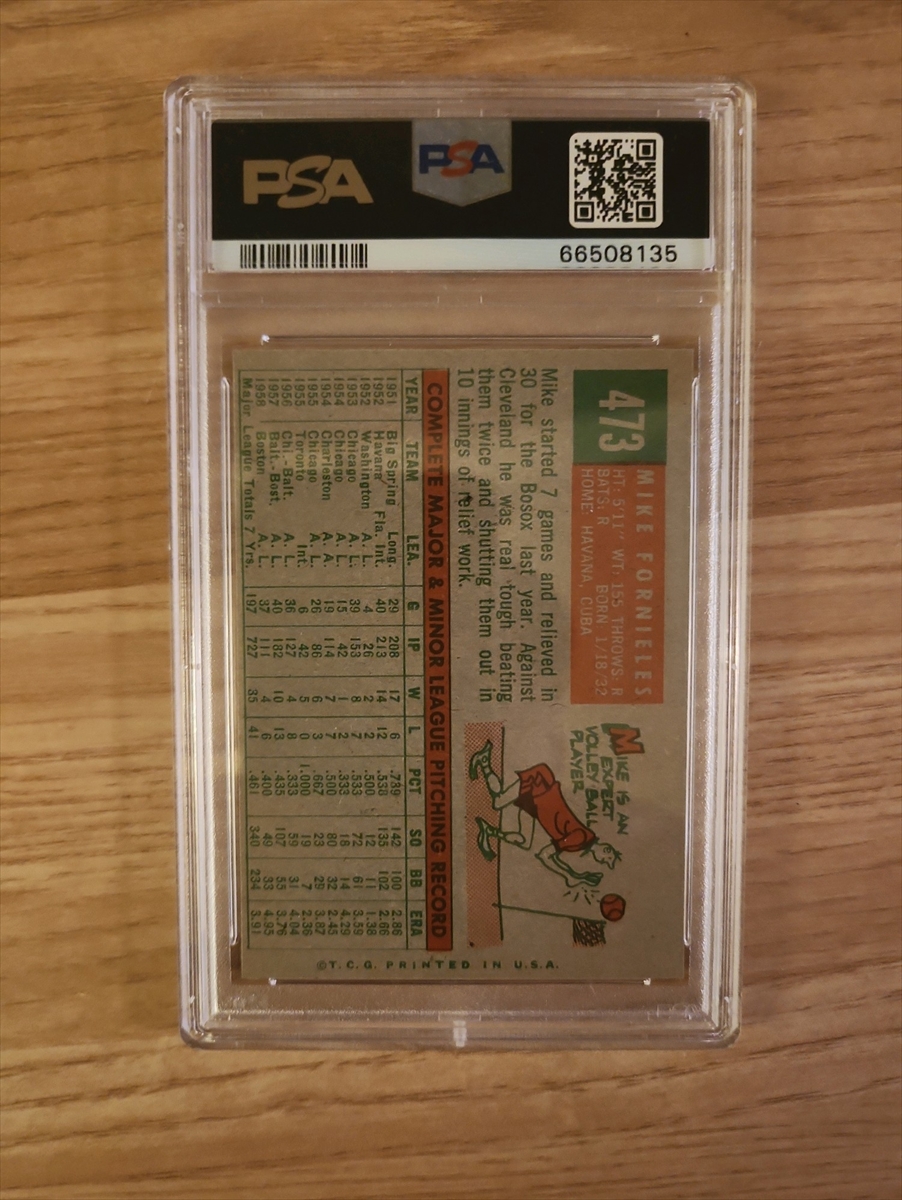 PSA
PSA
66508135
473
MIKE FORNIELES
HT: 5'11" WT: 155 THROWS: R
BATS: R BORN 1/18/32
HOME: HAVANA, CUBA
Mike started 7 games and relieved in
30 for the Bosox last year. Against
Cleveland he was real tough beating
them twice and shutting them out in
10 innings of relief work.
MIKE IS AN
EXPERT
VOLLEY BALL
PLAYER
COMPLETE MAJOR & MINOR LEAGUE PITCHING RECORD
YEAR TEAM LEA. G IP W L PCT SO BB ERA
1951 Big Spring Long. 29 208 17 6 .739 142 100 2.86
1952 Havana Fla. Int. 40 213 14 12 .538 135 102 2.66
1952 Washington A. L. 4 26 2 2 .500 12 11 1.38
1953 Chicago A. L. 39 153 8 7 .533 72 61 3.59
1954 Chicago A. L. 15 42 1 2 .333 18 14 4.29
1954 Charleston A. A. 19 114 7 7 .500 80 32 2.45
1955 Chicago A. L. 26 86 6 3 .667 23 29 3.87
1955 Toronto Int. 6 42 5 0 1.000 19 7 2.36
1956 Chi.-Balt. A. L. 36 127 4 8 .333 59 31 4.04
1957 Balt.-Bost. A. L. 40 182 10 13 .435 107 55 3.76
1958 Boston A. L. 37 111 4 6 .400 49 33 4.95
Major League Totals 7 Yrs. 197 727 35 41 .461 340 234 3.91
©T.C.G. PRINTED IN U.S.A.